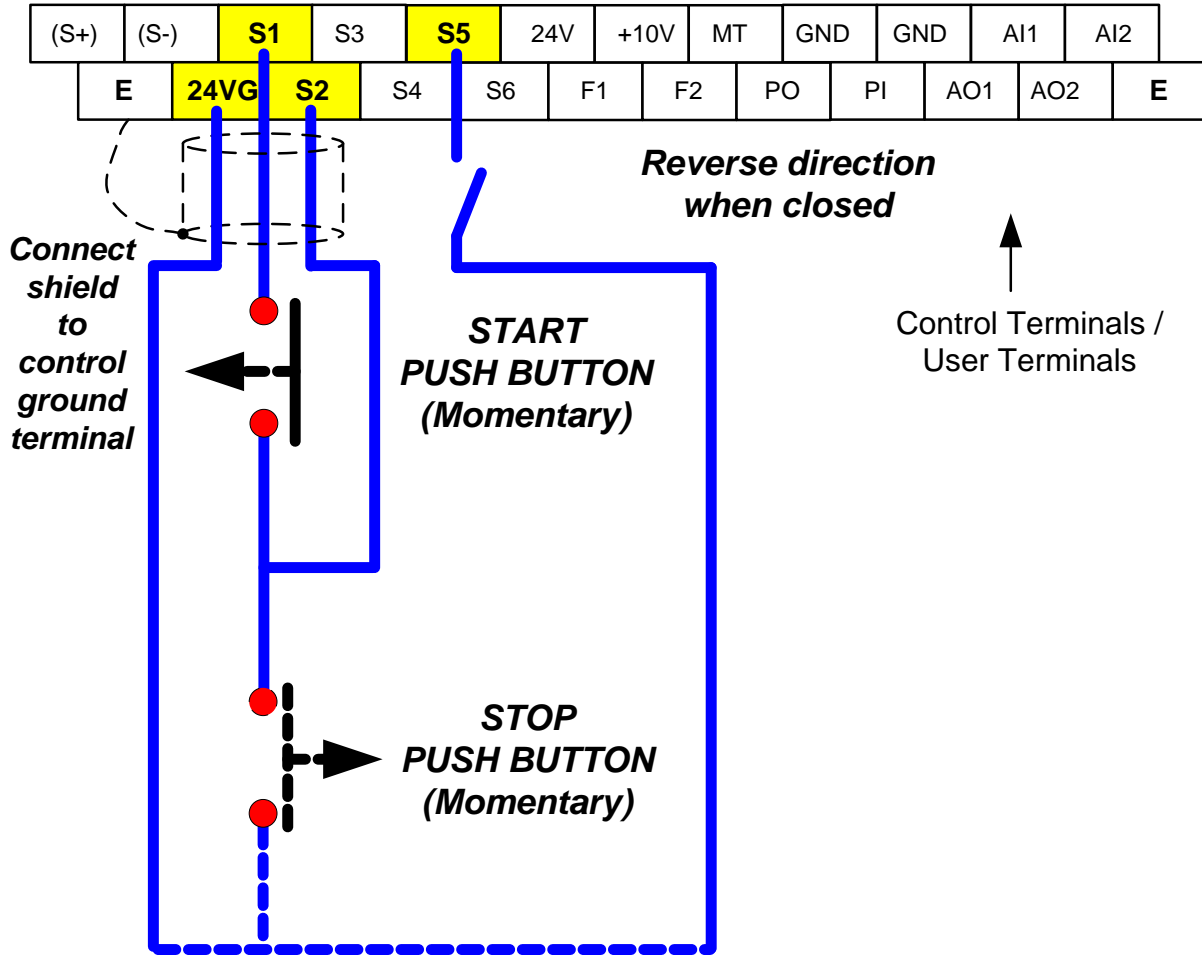 (S+) (S-) S1 S3 S5 24V +10V MT GND GND AI1 AI2
E 24VG S2 S4 S6 F1 F2 PO PI AO1 AO2 E
Reverse direction
when closed
Connect
shield
to
control
ground
terminal
START
PUSH BUTTON
(Momentary)
Control Terminals /
User Terminals
STOP
PUSH BUTTON
(Momentary)